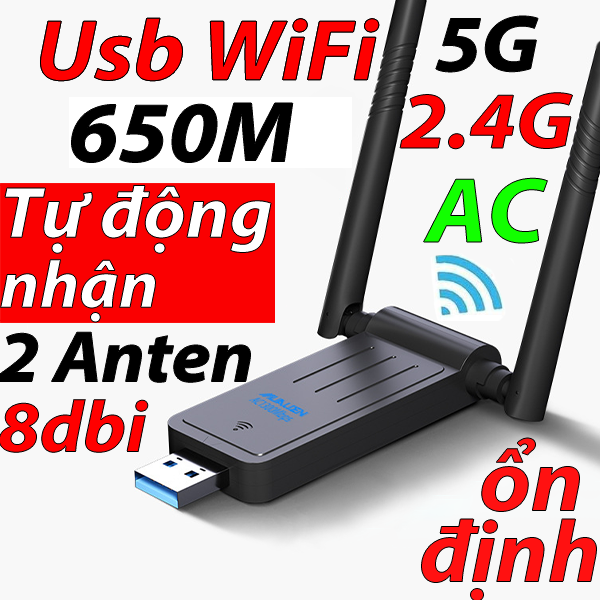 Usb WiFi
5G
650M
2.4G
Tự động
AC
nhận
2 Anten
8dbi
ổn
định